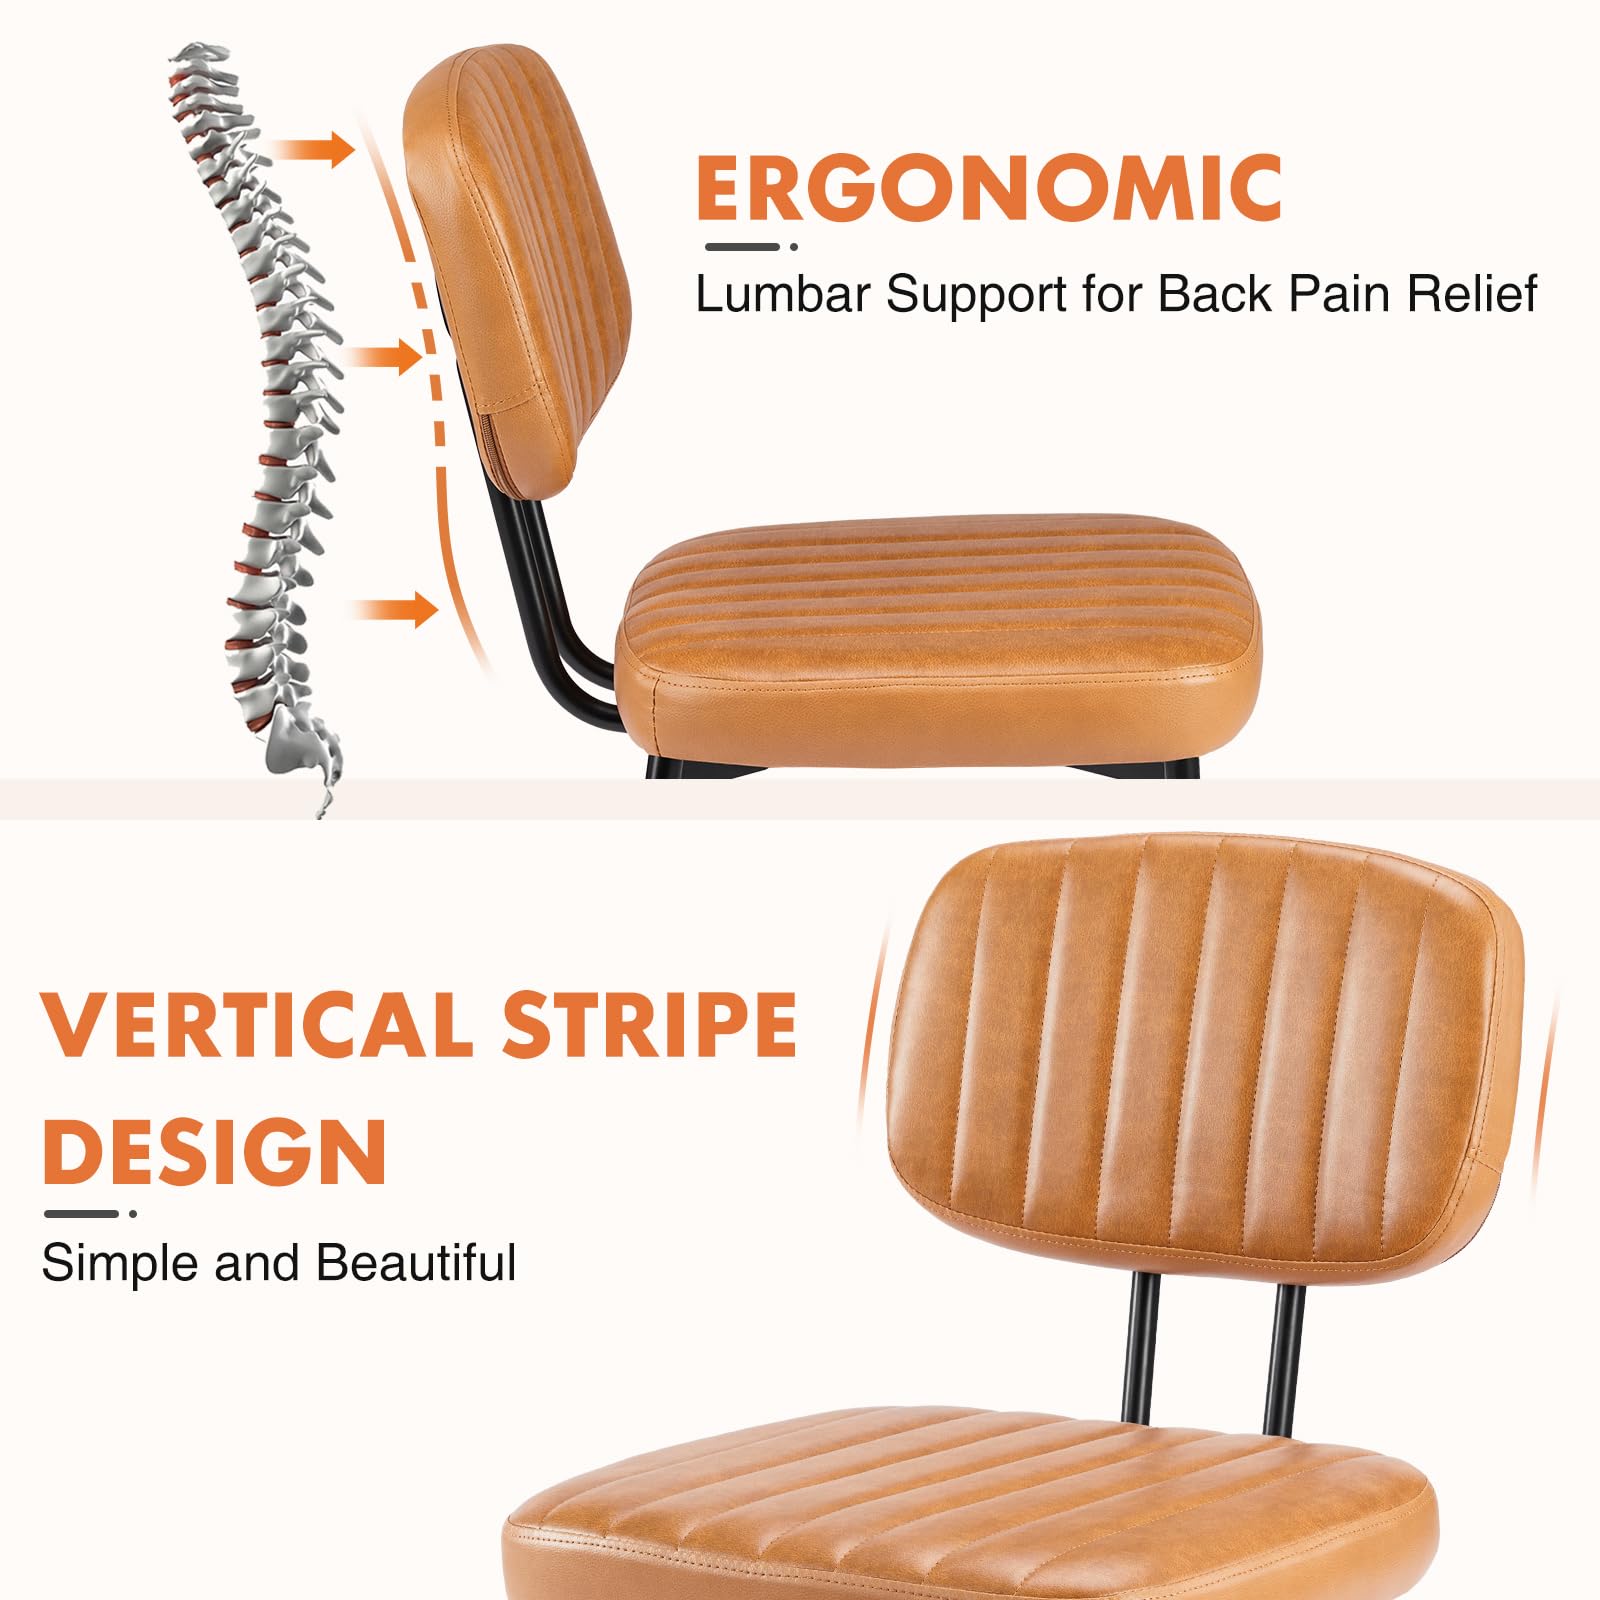 ERGONOMIC
Lumbar Support for Back Pain Relief
VERTICAL STRIPE
DESIGN
Simple and Beautiful